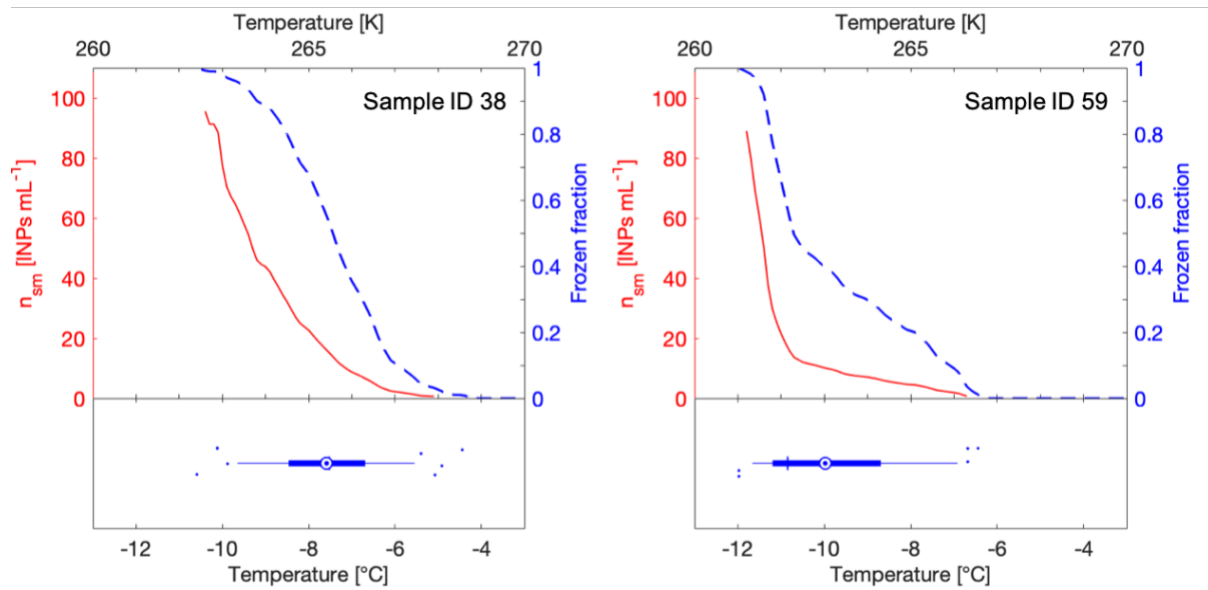 Temperature [K]
260 265 270
n_sm [INPs mL^-1]
100
80
60
40
20
0
Sample ID 38
1
0.8
0.6
0.4
0.2
0
Frozen fraction
-12 -10 -8 -6 -4
Temperature [°C]
Temperature [K]
260 265 270
n_sm [INPs mL^-1]
100
80
60
40
20
0
Sample ID 59
1
0.8
0.6
0.4
0.2
0
Frozen fraction
-12 -10 -8 -6 -4
Temperature [°C]